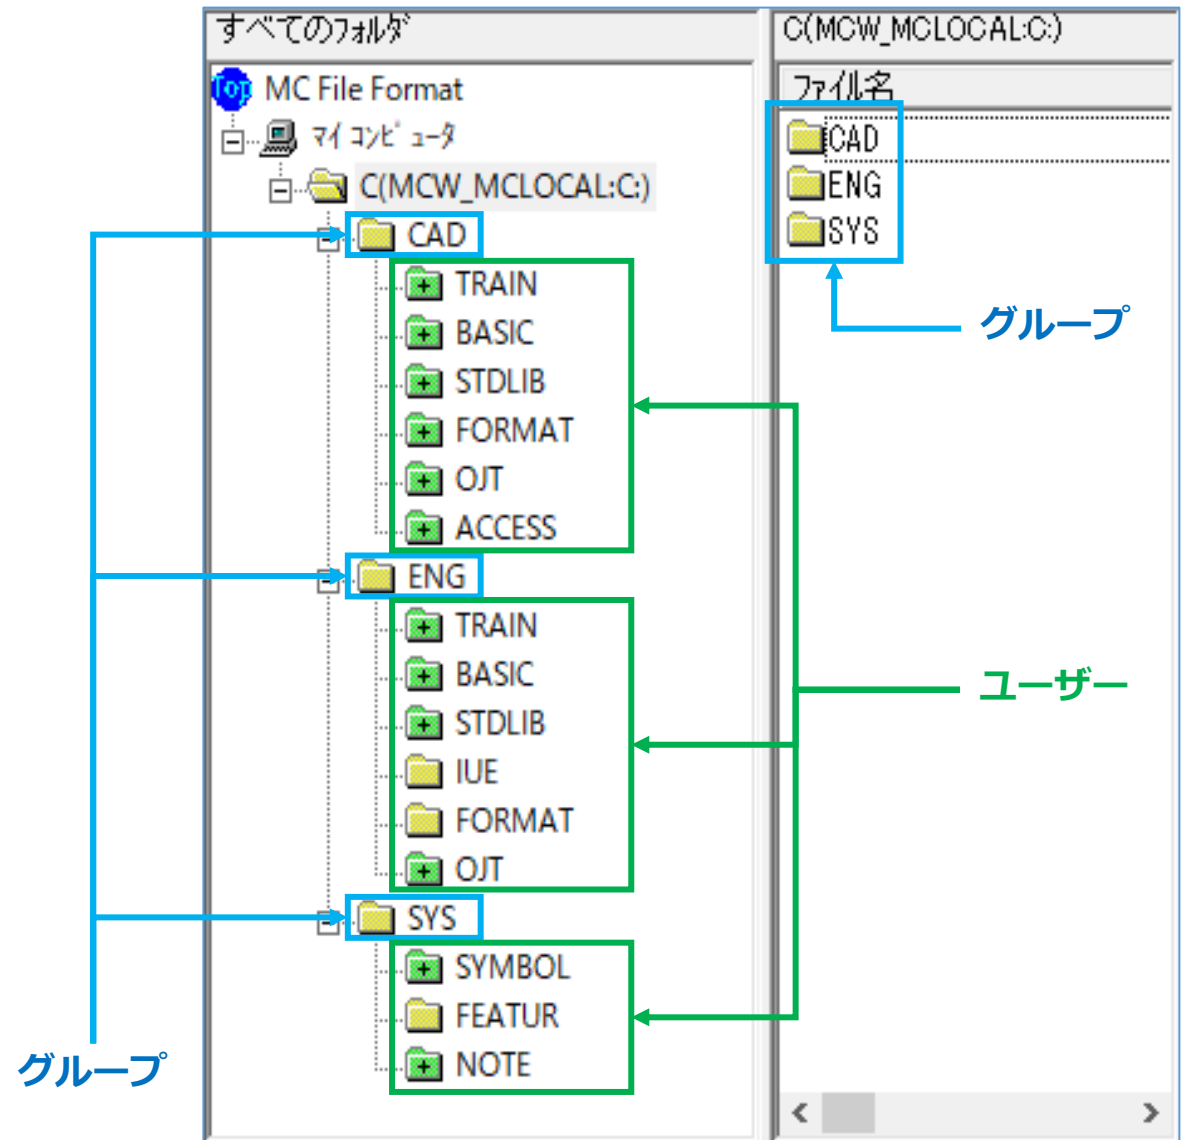 すべてのフォルダ
Top MC File Format
マイ コンピュータ
C(MCW_MCLOCAL:C:)
CAD
TRAIN
BASIC
STDLIB
FORMAT
OJT
ACCESS
ENG
TRAIN
BASIC
STDLIB
IUE
FORMAT
OJT
SYS
SYMBOL
FEATUR
NOTE
グループ
C(MCW_MCLOCAL:C:)
ファイル名
CAD
ENG
SYS
グループ
ユーザー